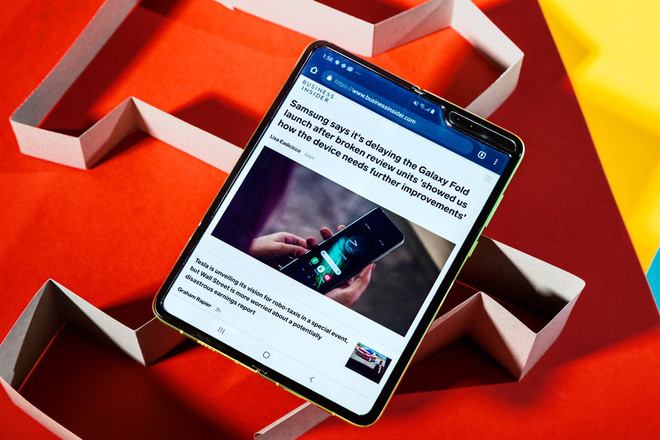 1:58
https://www.businessinsider.com
BUSINESS
INSIDER
Samsung says it's delaying the Galaxy Fold
launch after broken review units 'showed us
how the device needs further improvements'
Lisa Eadicicco
Tesla is unveiling its vision for robo-taxis in a special event,
but Wall Street is more worried about a potentially
disastrous earnings report
Graham Rapier 5h